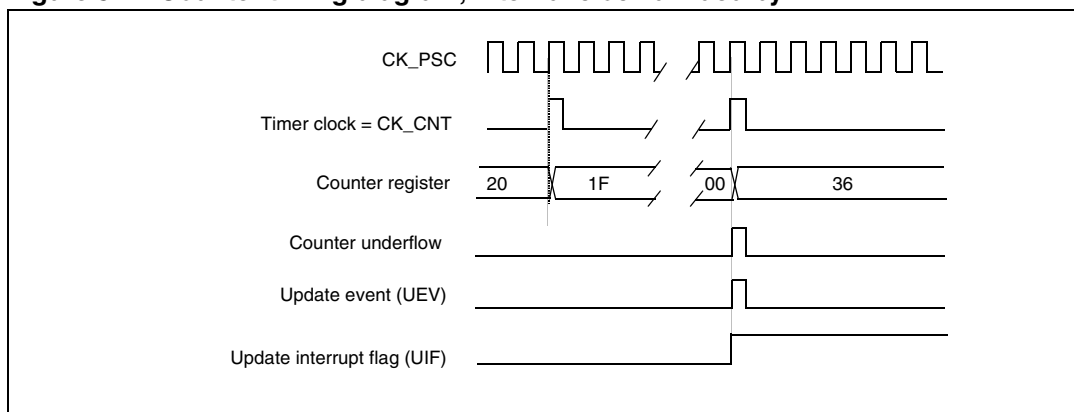 CK_PSC
Timer clock = CK_CNT
Counter register 20 1F 00 36
Counter underflow
Update event (UEV)
Update interrupt flag (UIF)